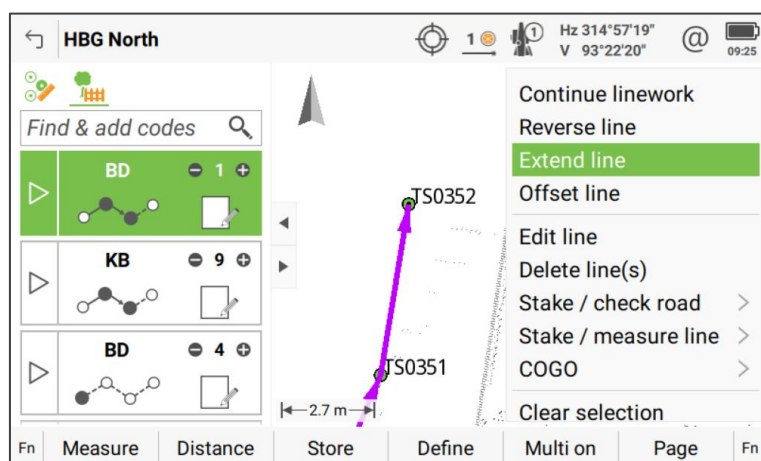 HBG North
1
1
Hz 314°57'19"
V 93°22'20"
@
09:25
Find & add codes
BD
1
KB
9
BD
4
TS0352
TS0351
2.7 m
Continue linework
Reverse line
Extend line
Offset line
Edit line
Delete line(s)
Stake / check road
Stake / measure line
COGO
Clear selection
Fn Measure Distance Store Define Multi on Page Fn